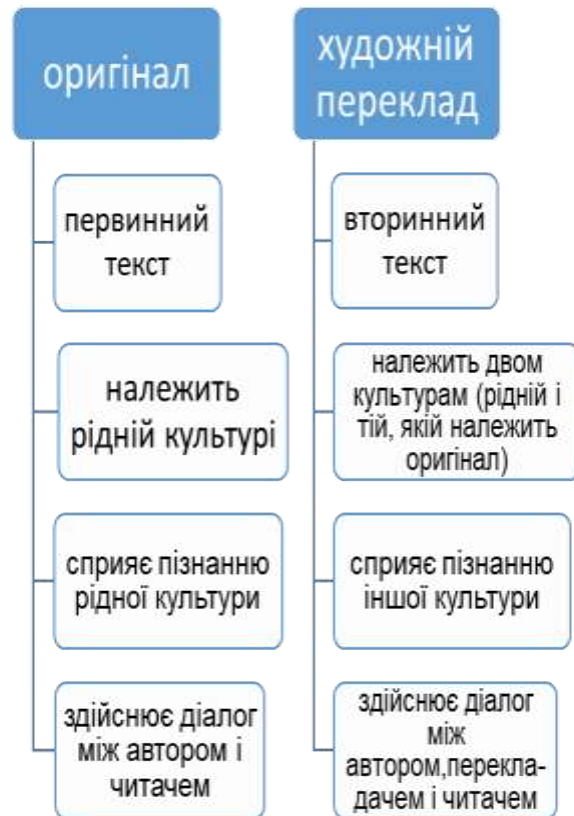 оригінал
первинний
текст
належить
рідній культурі
сприяє пізнанню
рідної культури
здійснює діалог
між автором і
читачем
художній
переклад
вторинний
текст
належить двом
культурам (рідній і
тій, якій належить
оригінал)
сприяє пізнанню
іншої культури
здійснює діалог
між
автором,перекла-
дачем і читачем